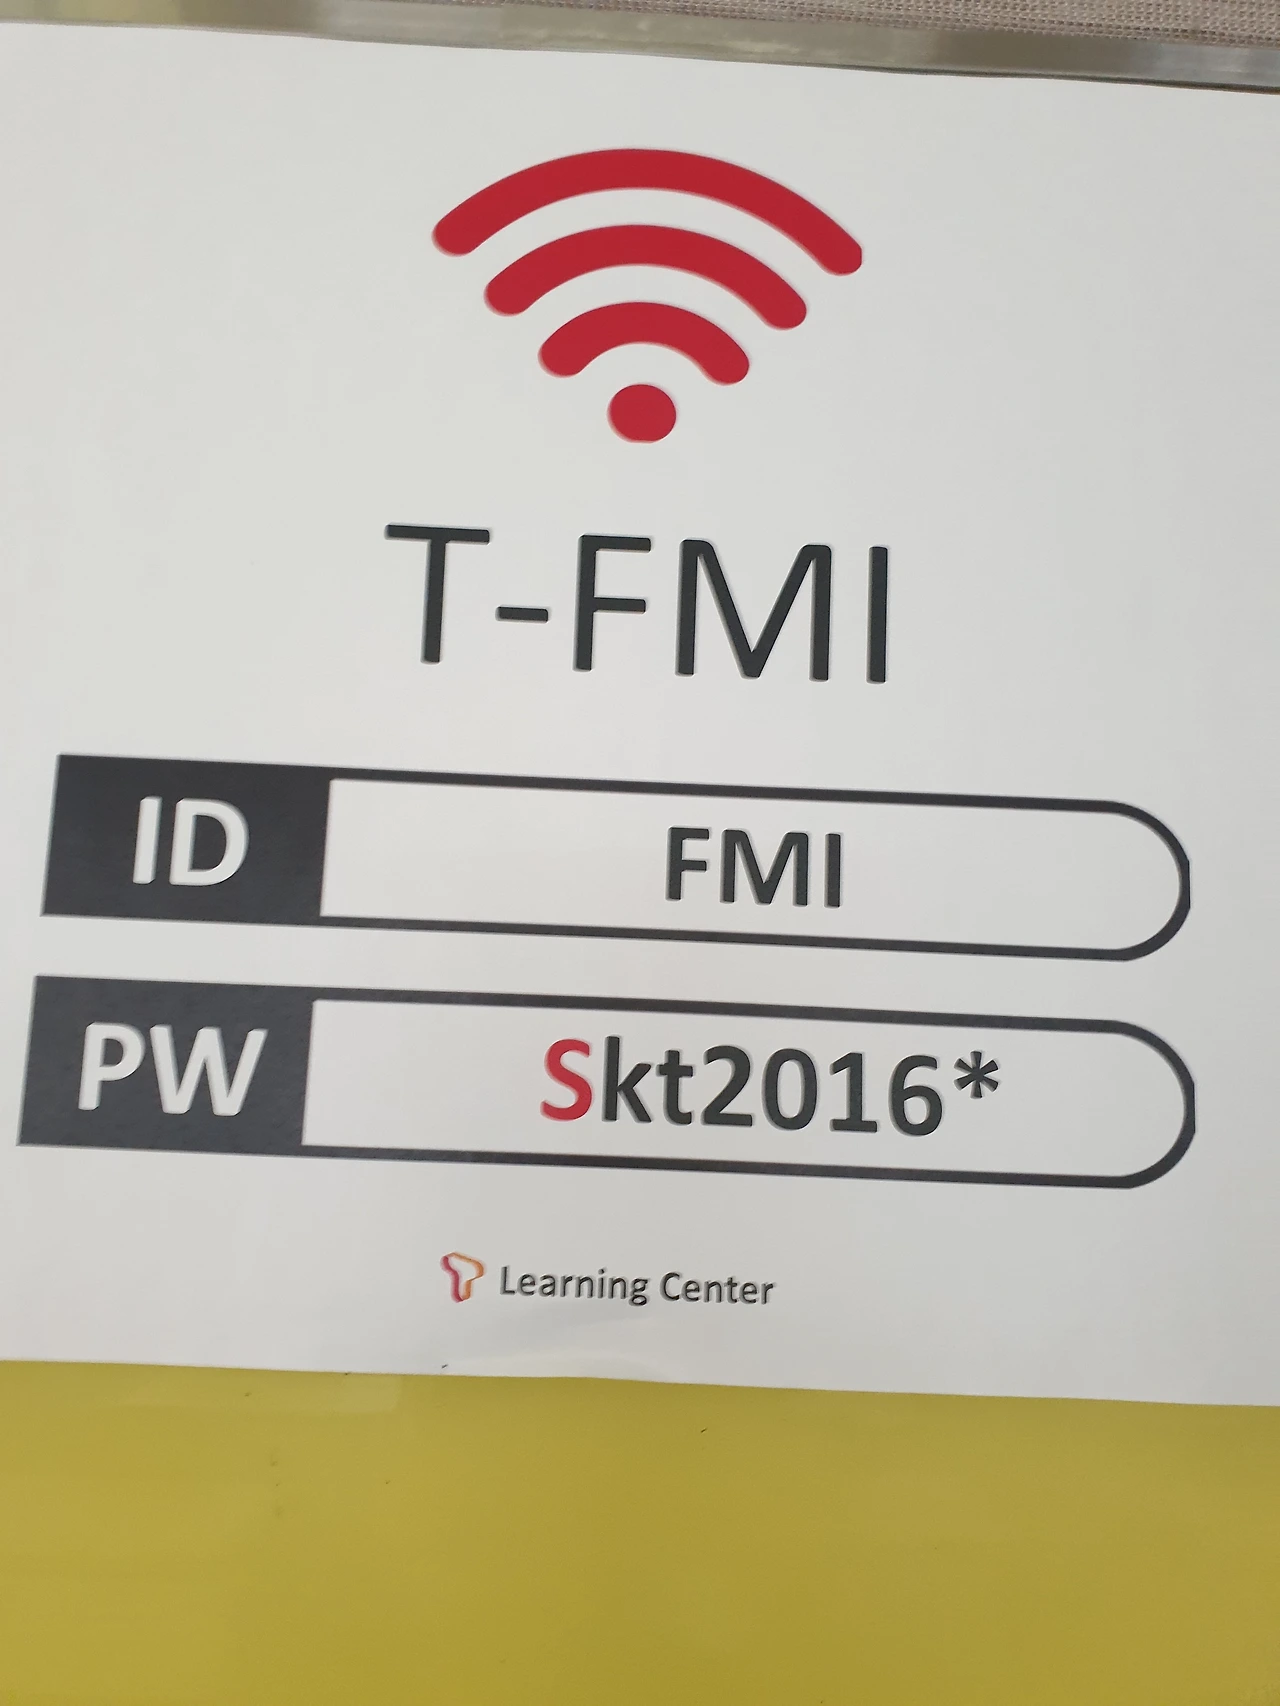 T-FMI
ID FMI
PW Skt2016*
Learning Center